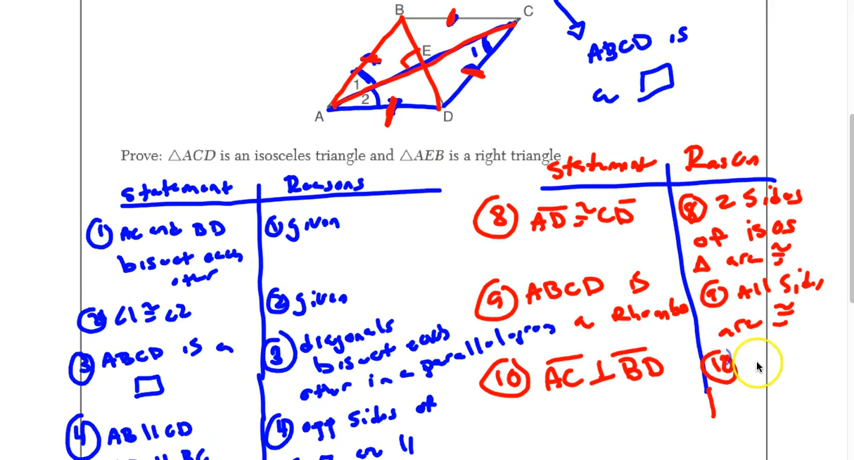 B
C
E
1
1
2
A
D
ABCD is
a
Prove: △ACD is an isosceles triangle and △AEB is a right triangle
Statement
Reasons
① AC and BD
bisect each
other
① given
② ∠1 ≅ ∠2
② given
③ ABCD is a
③ diagonals
bisect each
other in a parallelogram
④ AB // CD
④ opp sides of
are //
// BC
Statement
Reason
⑧ AD ≅ CD
⑧ 2 sides
of isos
Δ are ≅
⑨ ABCD is
a Rhombo
⑨ All sides
are ≅
⑩ AC ⊥ BD
⑩